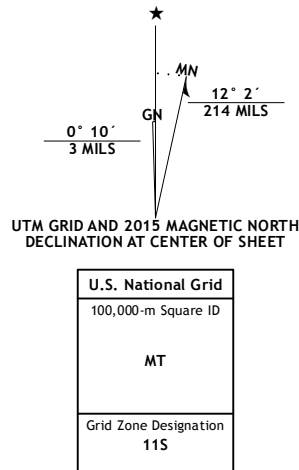 MN
GN
12° 2´
214 MILS
0° 10´
3 MILS
UTM GRID AND 2015 MAGNETIC NORTH
DECLINATION AT CENTER OF SHEET
U.S. National Grid
100,000-m Square ID
MT
Grid Zone Designation
11S